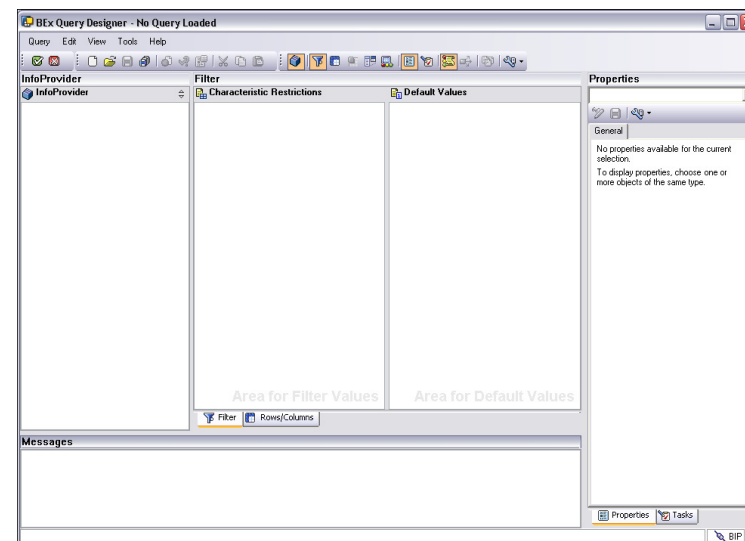 BEx Query Designer - No Query Loaded
Query Edit View Tools Help
InfoProvider
Filter
Properties
InfoProvider
Characteristic Restrictions
Default Values
General
No properties available for the current
selection.
To display properties, choose one or
more objects of the same type.
Area for Filter Values
Area for Default Values
Filter
Rows/Columns
Messages
Properties
Tasks
BIP